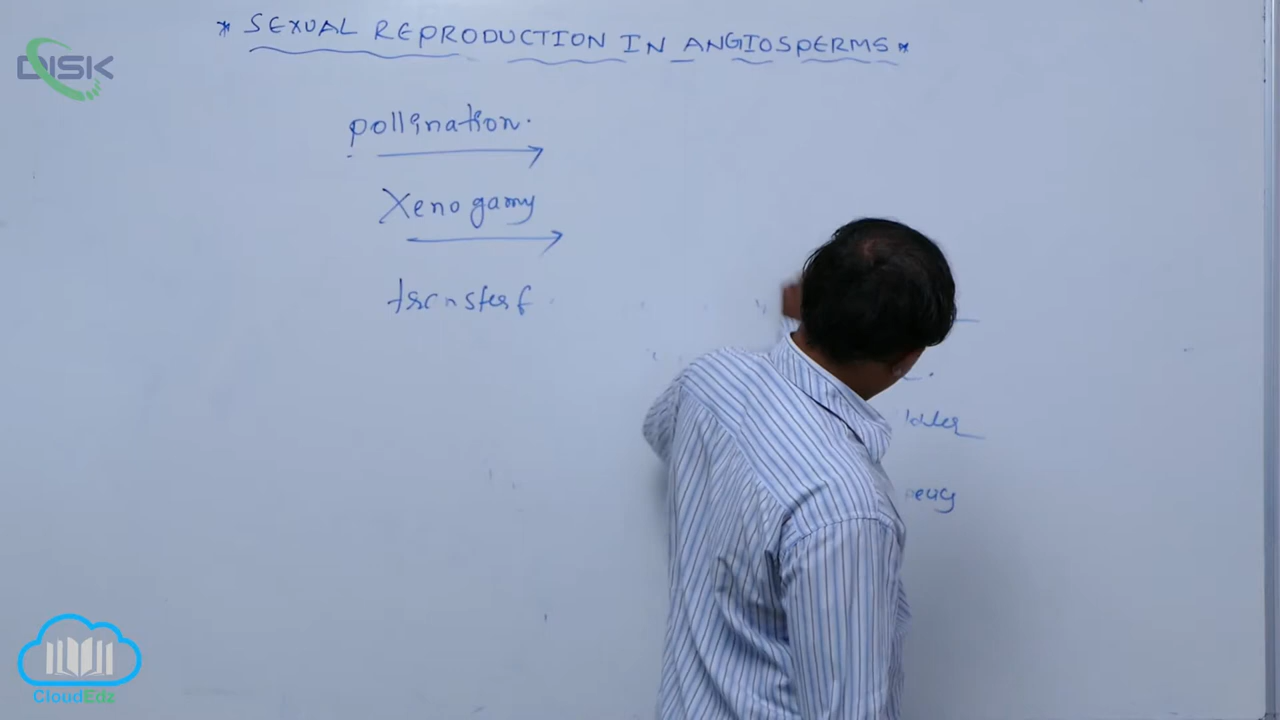 * SEXUAL REPRODUCTION IN ANGIOSPERMS *
DISK
pollination.
Xenogamy
transfer
CloudEdz